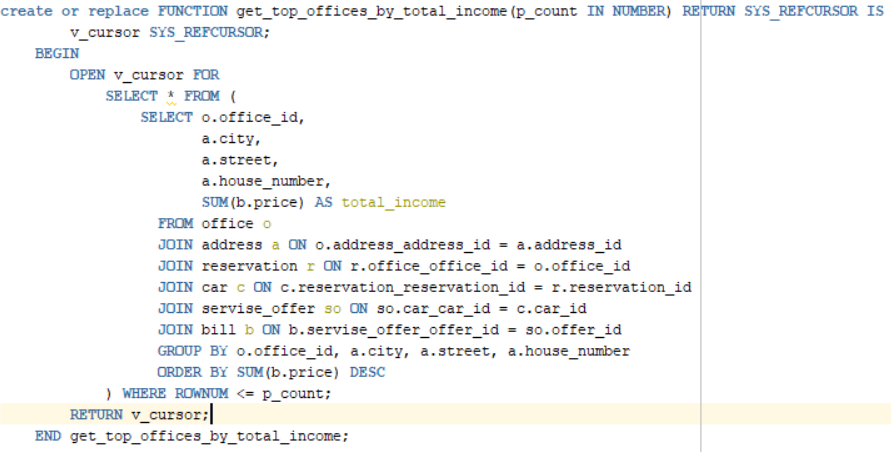 create or replace FUNCTION get_top_offices_by_total_income(p_count IN NUMBER) RETURN SYS_REFCURSOR IS
v_cursor SYS_REFCURSOR;
BEGIN
OPEN v_cursor FOR
SELECT * FROM (
SELECT o.office_id,
a.city,
a.street,
a.house_number,
SUM(b.price) AS total_income
FROM office o
JOIN address a ON o.address_address_id = a.address_id
JOIN reservation r ON r.office_office_id = o.office_id
JOIN car c ON c.reservation_reservation_id = r.reservation_id
JOIN servise_offer so ON so.car_car_id = c.car_id
JOIN bill b ON b.servise_offer_offer_id = so.offer_id
GROUP BY o.office_id, a.city, a.street, a.house_number
ORDER BY SUM(b.price) DESC
) WHERE ROWNUM <= p_count;
RETURN v_cursor;
END get_top_offices_by_total_income;